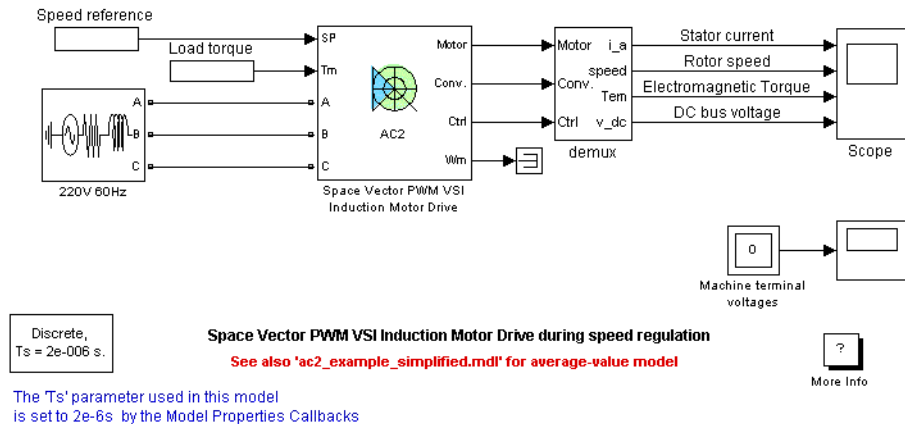 Speed reference
Load torque
SP
Tm
A
B
C
Motor
Conv.
Ctrl
Wm
AC2
Space Vector PWM VSI
Induction Motor Drive
A
B
C
220V 60Hz
Motor
Conv.
Ctrl
i_a
speed
Tem
v_dc
demux
Stator current
Rotor speed
Electromagnetic Torque
DC bus voltage
Scope
0
Machine terminal
voltages
Discrete,
Ts = 2e-006 s.
Space Vector PWM VSI Induction Motor Drive during speed regulation
See also 'ac2_example_simplified.mdl' for average-value model
?
More Info
The 'Ts' parameter used in this model
is set to 2e-6s by the Model Properties Callbacks